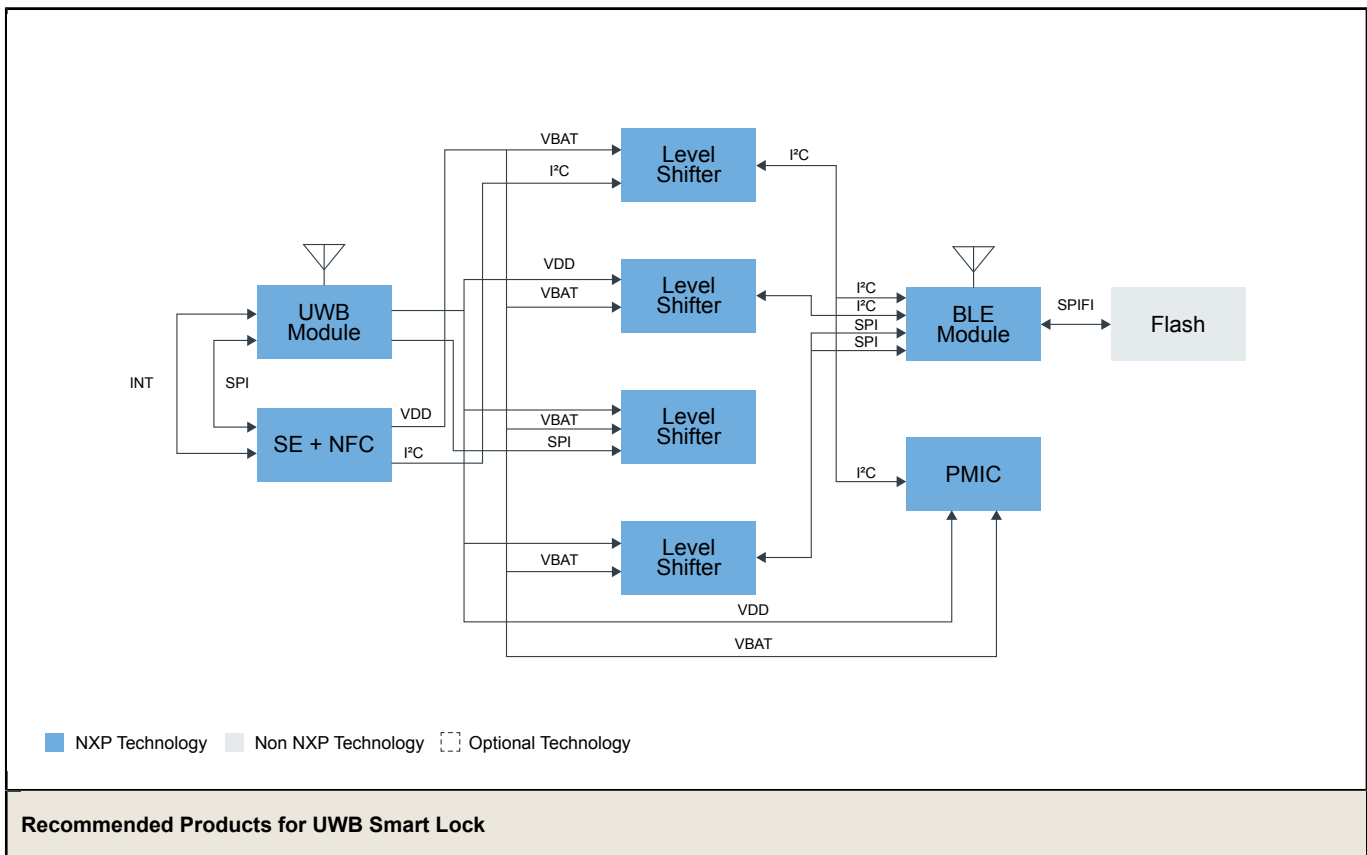 VBAT
I²C
Level
Shifter
I²C
VDD
VBAT
Level
Shifter
UWB
Module
I²C
I²C
SPI
SPI
BLE
Module
SPIFI
Flash
INT
SPI
SE + NFC
VDD
I²C
VBAT
SPI
Level
Shifter
I²C
PMIC
VBAT
Level
Shifter
VDD
VBAT
NXP Technology
Non NXP Technology
Optional Technology
Recommended Products for UWB Smart Lock